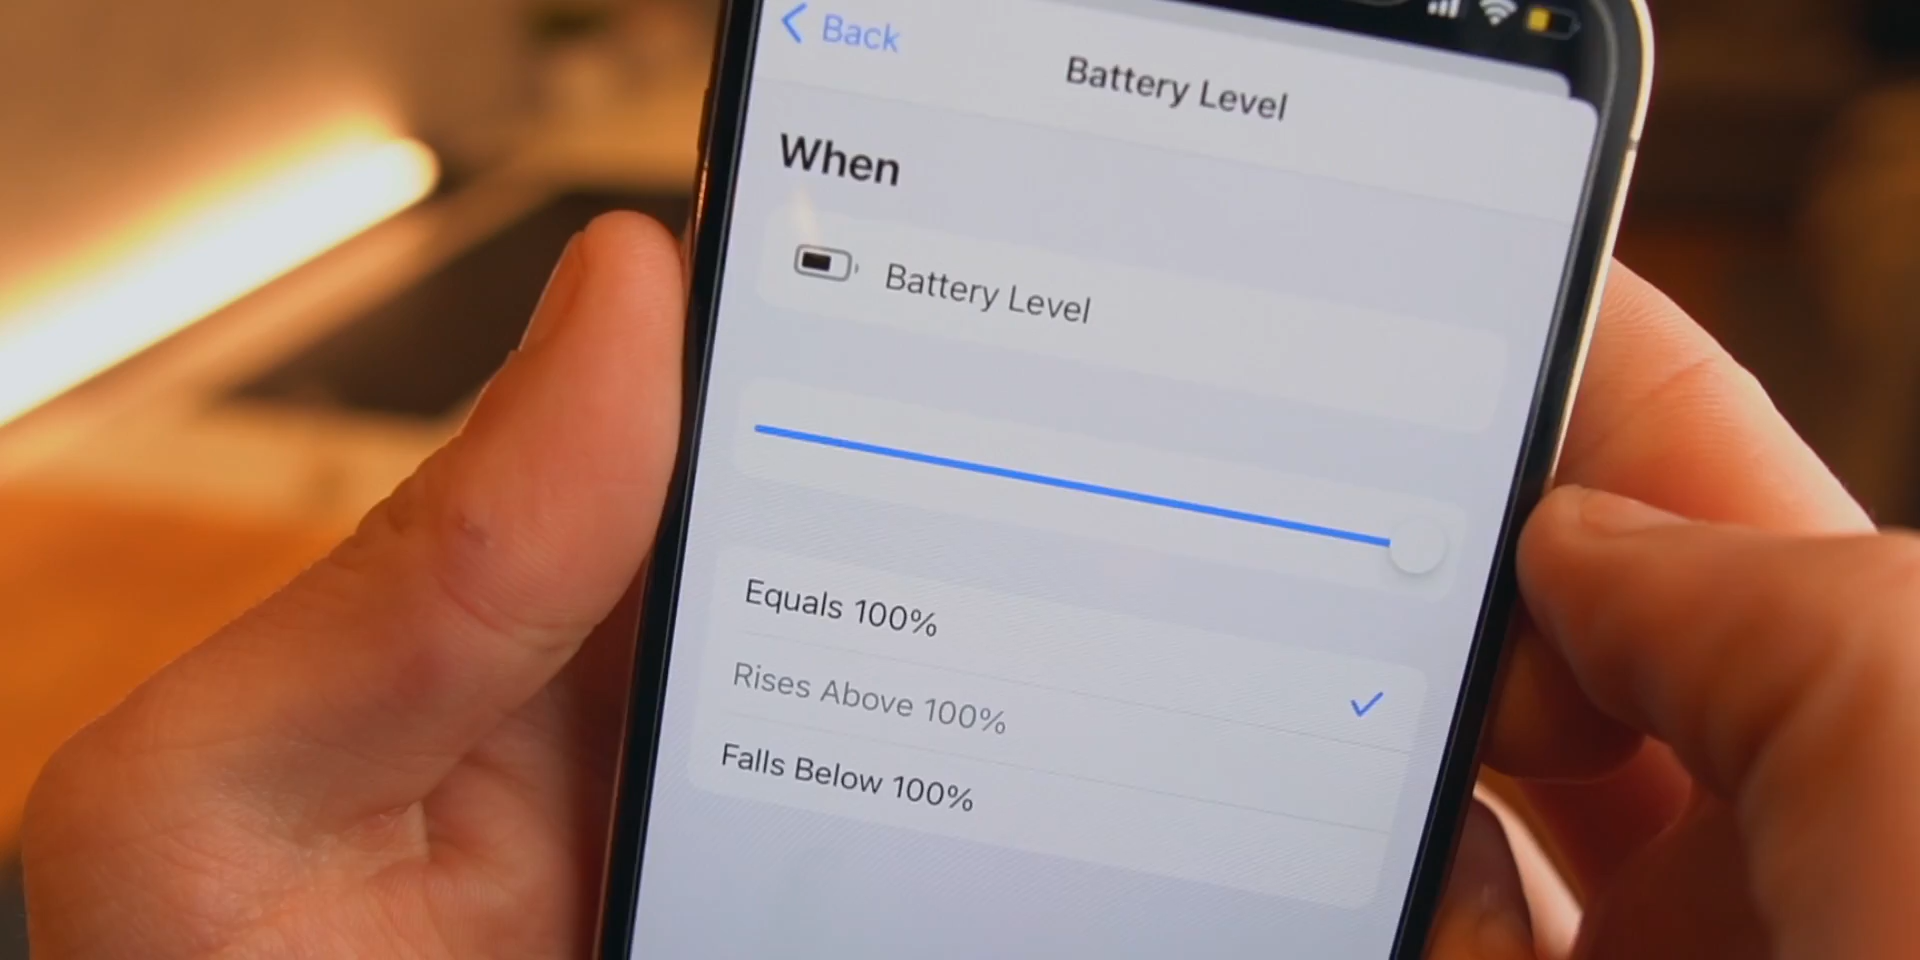 Back
Battery Level
When
Battery Level
Equals 100%
Rises Above 100%
Falls Below 100%